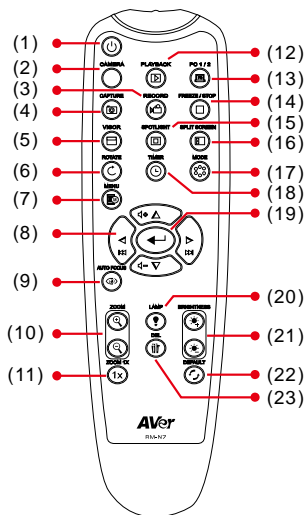 (1)
(2)
(3)
(4)
(5)
(6)
(7)
(8)
(9)
(10)
(11)
CAMERA PLAYBACK PC 1 / 2
CAPTURE RECORD FREEZE / STOP
VISOR SPOTLIGHT SPLIT SCREEN
ROTATE TIMER MODE
MENU
AUTO FOCUS
ZOOM LAMP BRIGHTNESS
ZOOM 1X DEL DEFAULT
1x
AVer
RM-N7
(12)
(13)
(14)
(15)
(16)
(17)
(18)
(19)
(20)
(21)
(22)
(23)